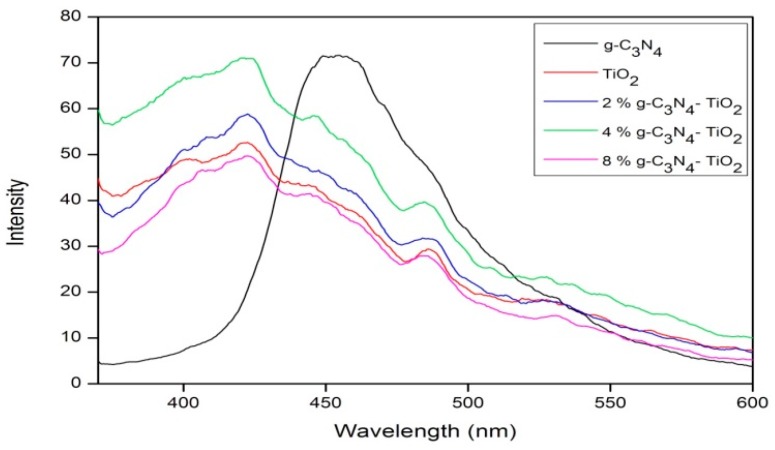 80
70
60
50
40
30
20
10
0
Intensity
400 450 500 550 600
Wavelength (nm)
g-C₃N₄
TiO₂
2 % g-C₃N₄- TiO₂
4 % g-C₃N₄- TiO₂
8 % g-C₃N₄- TiO₂